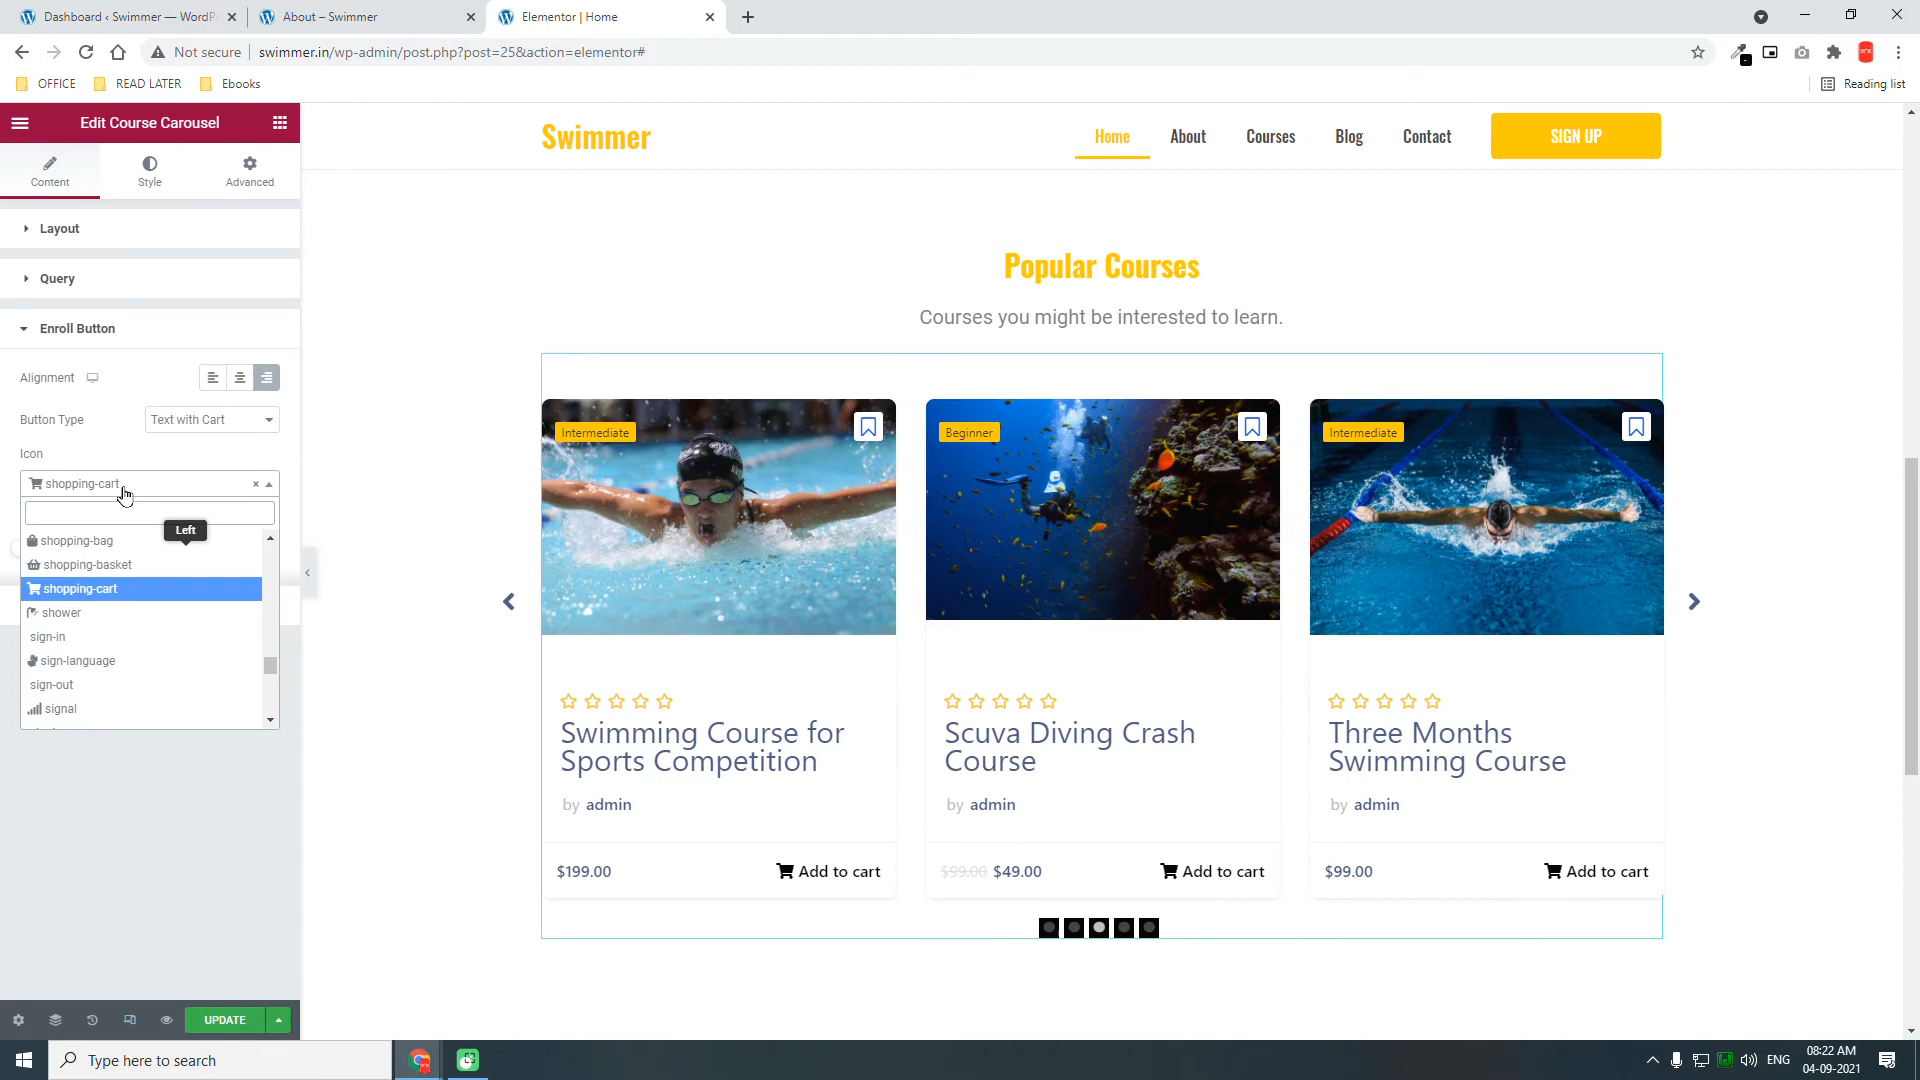 Dashboard ‹ Swimmer — WordP
About – Swimmer
Elementor | Home
Not secure
swimmer.in/wp-admin/post.php?post=25&action=elementor#
OFFICE
READ LATER
Ebooks
Reading list
Edit Course Carousel
Content
Style
Advanced
Layout
Query
Enroll Button
Alignment
Button Type
Text with Cart
Icon
shopping-cart
Left
shopping-bag
shopping-basket
shopping-cart
shower
sign-in
sign-language
sign-out
signal
UPDATE
Swimmer
Home
About
Courses
Blog
Contact
SIGN UP
Popular Courses
Courses you might be interested to learn.
Intermediate
Swimming Course for
Sports Competition
by admin
$199.00
Add to cart
Beginner
Scuva Diving Crash
Course
by admin
$99.00 $49.00
Add to cart
Intermediate
Three Months
Swimming Course
by admin
$99.00
Add to cart
Type here to search
ENG
08:22 AM
04-09-2021